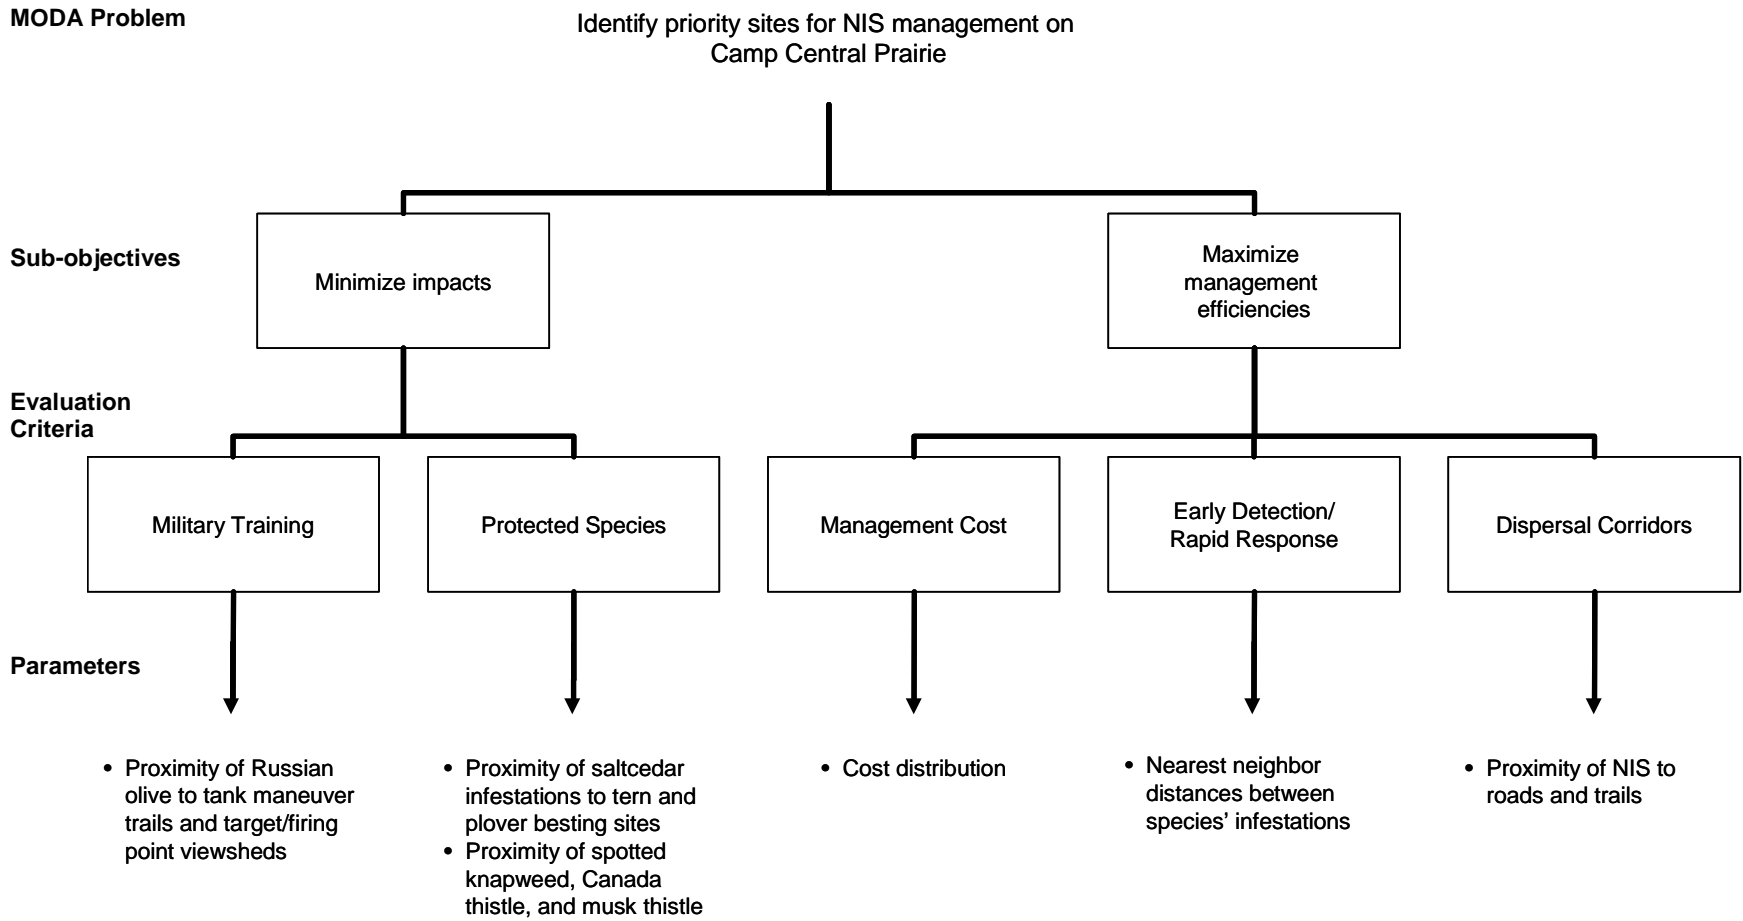 MODA Problem
Identify priority sites for NIS management on
Camp Central Prairie
Sub-objectives
Minimize impacts
Maximize
management
efficiencies
Evaluation
Criteria
Military Training
Protected Species
Management Cost
Early Detection/
Rapid Response
Dispersal Corridors
Parameters
• Proximity of Russian
olive to tank maneuver
trails and target/firing
point viewsheds
• Proximity of saltcedar
infestations to tern and
plover besting sites
• Proximity of spotted
knapweed, Canada
thistle, and musk thistle
• Cost distribution
• Nearest neighbor
distances between
species’ infestations
• Proximity of NIS to
roads and trails